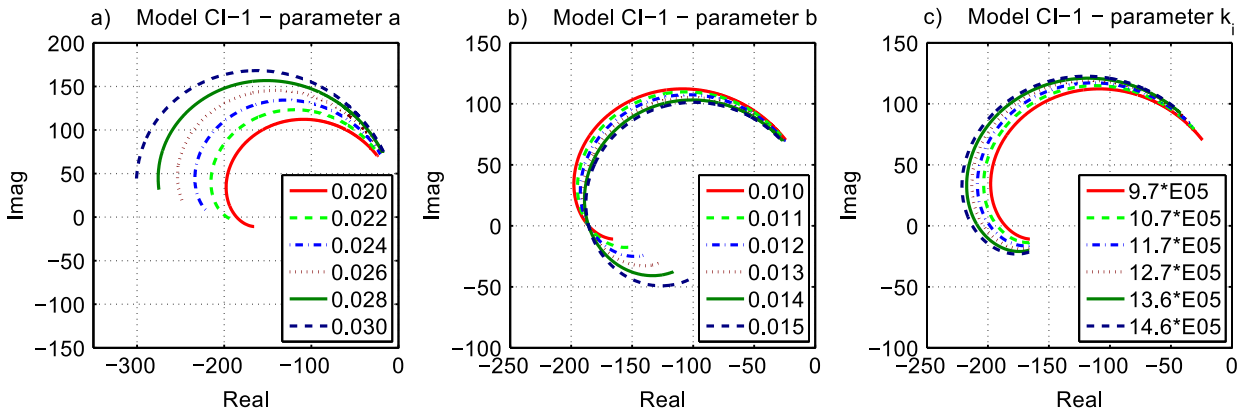 a) Model CI−1 − parameter a
200
150
100
50
0
−50
−100
−150
−300 −200 −100 0
Imag
Real
0.020
0.022
0.024
0.026
0.028
0.030
b) Model CI−1 − parameter b
150
100
50
0
−50
−100
−250 −200 −150 −100 −50 0
Imag
Real
0.010
0.011
0.012
0.013
0.014
0.015
c) Model CI−1 − parameter k_i
150
100
50
0
−50
−100
−250 −200 −150 −100 −50 0
Imag
Real
9.7*E05
10.7*E05
11.7*E05
12.7*E05
13.6*E05
14.6*E05